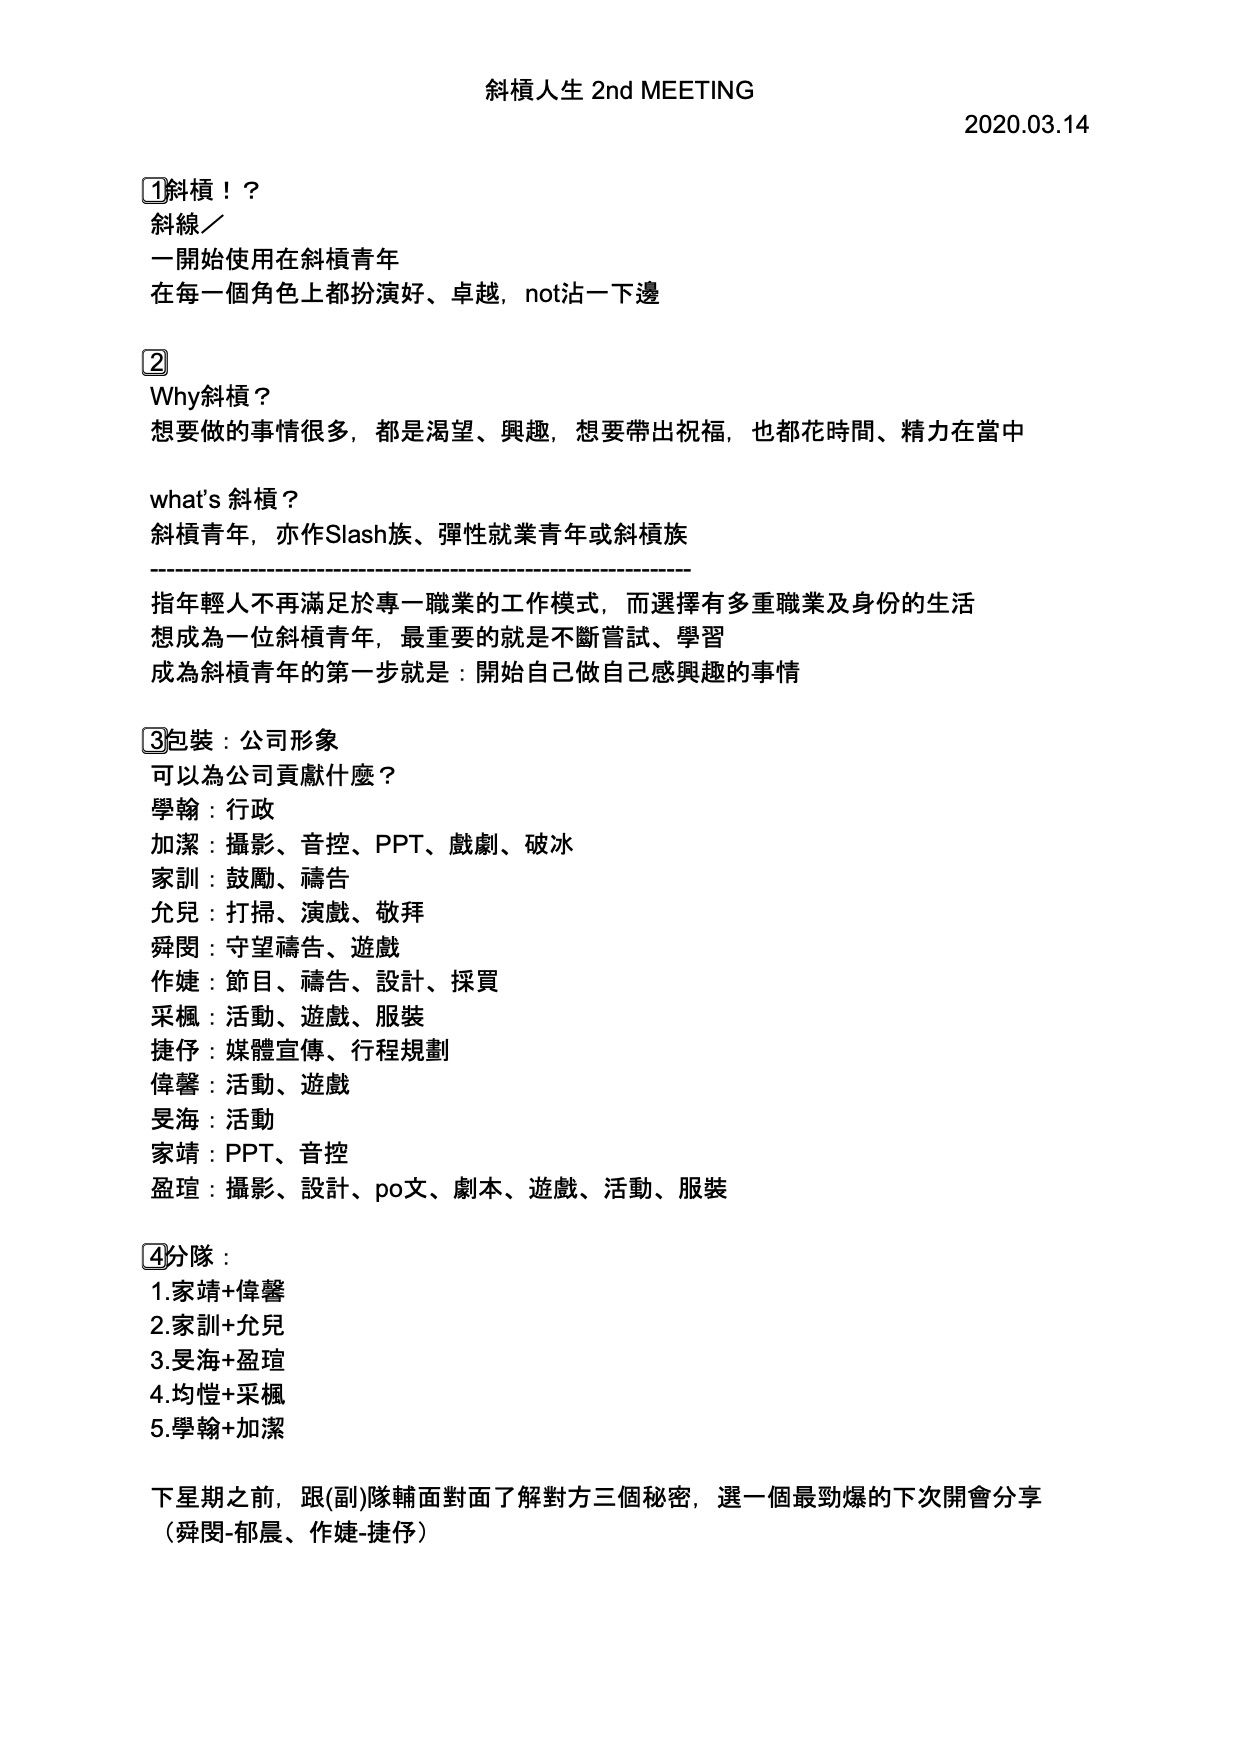 斜槓人生 2nd MEETING
2020.03.14
1️⃣斜槓！？
斜線／
一開始使用在斜槓青年
在每一個角色上都扮演好、卓越，not沾一下邊
2️⃣
Why斜槓？
想要做的事情很多，都是渴望、興趣，想要帶出祝福，也都花時間、精力在當中
what's 斜槓？
斜槓青年，亦作Slash族、彈性就業青年或斜槓族
-----------------------------------------------------------------
指年輕人不再滿足於專一職業的工作模式，而選擇有多重職業及身份的生活
想成為一位斜槓青年，最重要的就是不斷嘗試、學習
成為斜槓青年的第一步就是：開始自己做自己感興趣的事情
3️⃣包裝：公司形象
可以為公司貢獻什麼？
學翰：行政
加潔：攝影、音控、PPT、戲劇、破冰
家訓：鼓勵、禱告
允兒：打掃、演戲、敬拜
舜閔：守望禱告、遊戲
作婕：節目、禱告、設計、採買
采楓：活動、遊戲、服裝
捷伃：媒體宣傳、行程規劃
偉馨：活動、遊戲
旻海：活動
家靖：PPT、音控
盈瑄：攝影、設計、po文、劇本、遊戲、活動、服裝
4️⃣分隊：
1.家靖+偉馨
2.家訓+允兒
3.旻海+盈瑄
4.均愷+采楓
5.學翰+加潔
下星期之前，跟(副)隊輔面對面了解對方三個秘密，選一個最勁爆的下次開會分享
（舜閔-郁晨、作婕-捷伃）